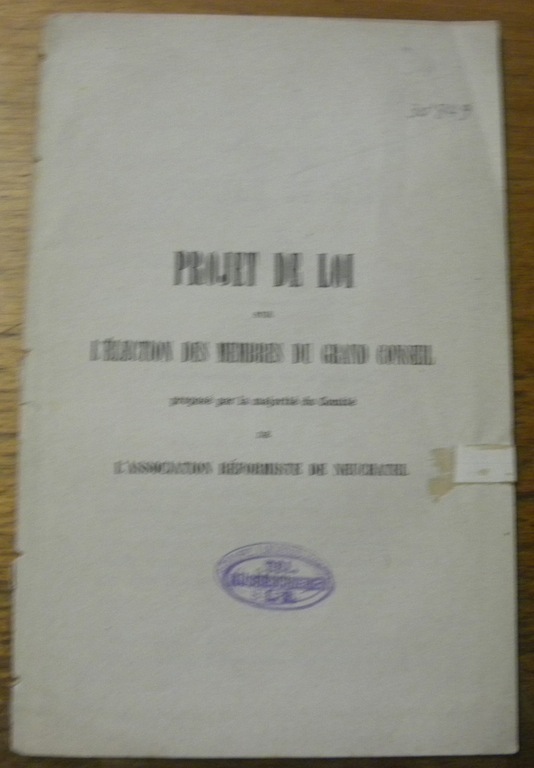 PROJET DE LOI
SUR
L'ÉLECTION DES MEMBRES DU GRAND CONSEIL
proposé par la majorité du Comité
DE
L'ASSOCIATION RÉFORMISTE DE NEUCHATEL